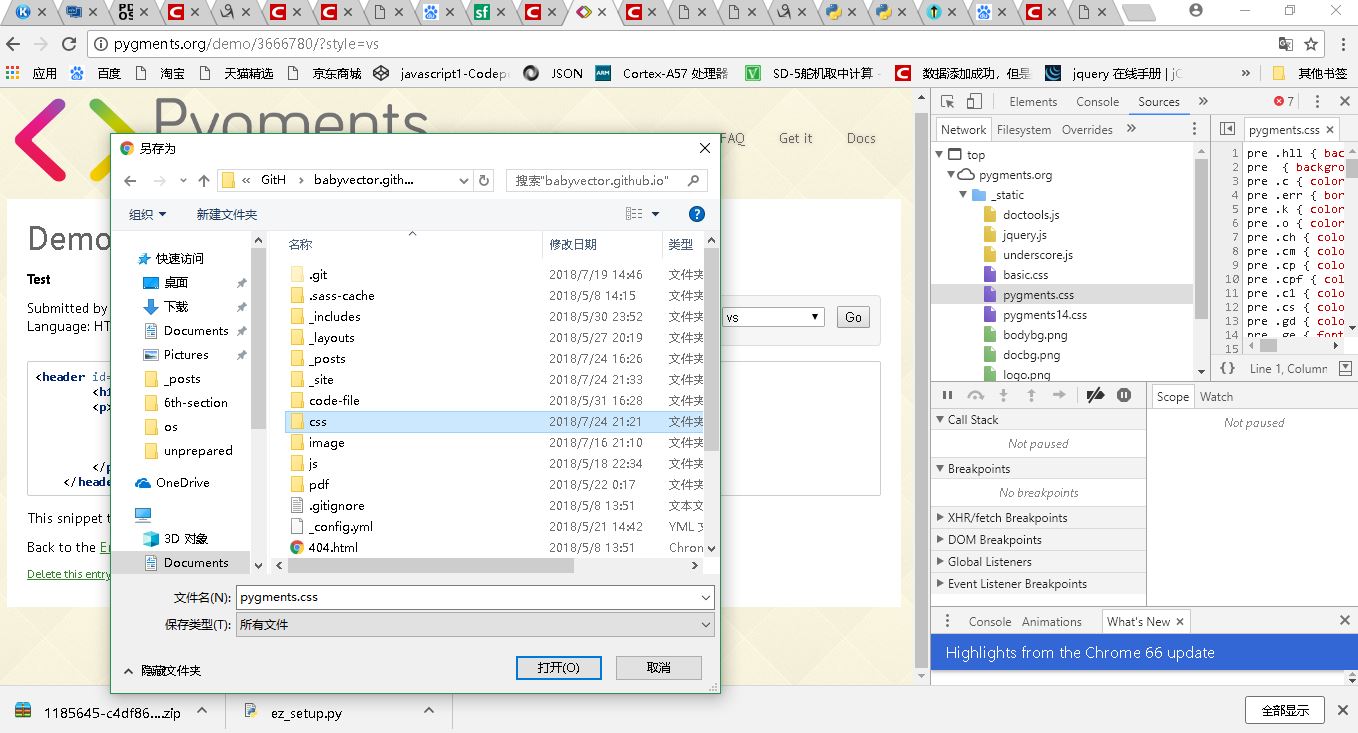 pygments.org/demo/3666780/?style=vs
应用
百度
淘宝
天猫精选
京东商城
javascript1-Codep
JSON
Cortex-A57 处理器
SD-5舵机取中计算
数据添加成功，但是
jquery 在线手册 | jC
其他书签
Pygments
FAQ
Get it
Docs
Demo
Test
Submitted by
Language: HT
vs
Go
<header id=
<h1
<p>
</p
</heade
This snippet t
Back to the En
Delete this entry
另存为
GitH
babyvector.gith...
搜索"babyvector.github.io"
组织
新建文件夹
快速访问
桌面
下载
Documents
Pictures
_posts
6th-section
os
unprepared
OneDrive
3D 对象
Documents
名称 修改日期 类型
.git 2018/7/19 14:46 文件夹
.sass-cache 2018/5/8 14:15 文件夹
_includes 2018/5/30 23:52 文件夹
_layouts 2018/5/27 20:19 文件夹
_posts 2018/7/24 16:26 文件夹
_site 2018/7/24 21:33 文件夹
code-file 2018/5/31 16:28 文件夹
css 2018/7/24 21:21 文件夹
image 2018/7/16 21:10 文件夹
js 2018/5/18 22:34 文件夹
pdf 2018/5/22 0:17 文件夹
.gitignore 2018/5/8 13:51 文本文
_config.yml 2018/5/21 14:42 YML 文
404.html 2018/5/8 13:51 Chron
文件名(N): pygments.css
保存类型(T): 所有文件
隐藏文件夹
打开(O)
取消
Elements
Console
Sources
7
Network
Filesystem
Overrides
top
pygments.org
_static
doctools.js
jquery.js
underscore.js
basic.css
pygments.css
pygments14.css
bodybg.png
docbg.png
logo.png
pygments.css
1 pre .hll { bac
2 pre  { backgro
3 pre .c { color
4 pre .err { bor
5 pre .k { color
6 pre .o { color
7 pre .ch { colo
8 pre .cm { colo
9 pre .cp { colo
10 pre .cpf { col
11 pre .c1 { colo
12 pre .cs { colo
13 pre .gd { colo
14 pre .ge { font
15
{} Line 1, Column
Call Stack
Not paused
Breakpoints
No breakpoints
XHR/fetch Breakpoints
DOM Breakpoints
Global Listeners
Event Listener Breakpoints
Scope
Watch
Not paused
Console
Animations
What's New
Highlights from the Chrome 66 update
1185645-c4df86....zip
ez_setup.py
全部显示